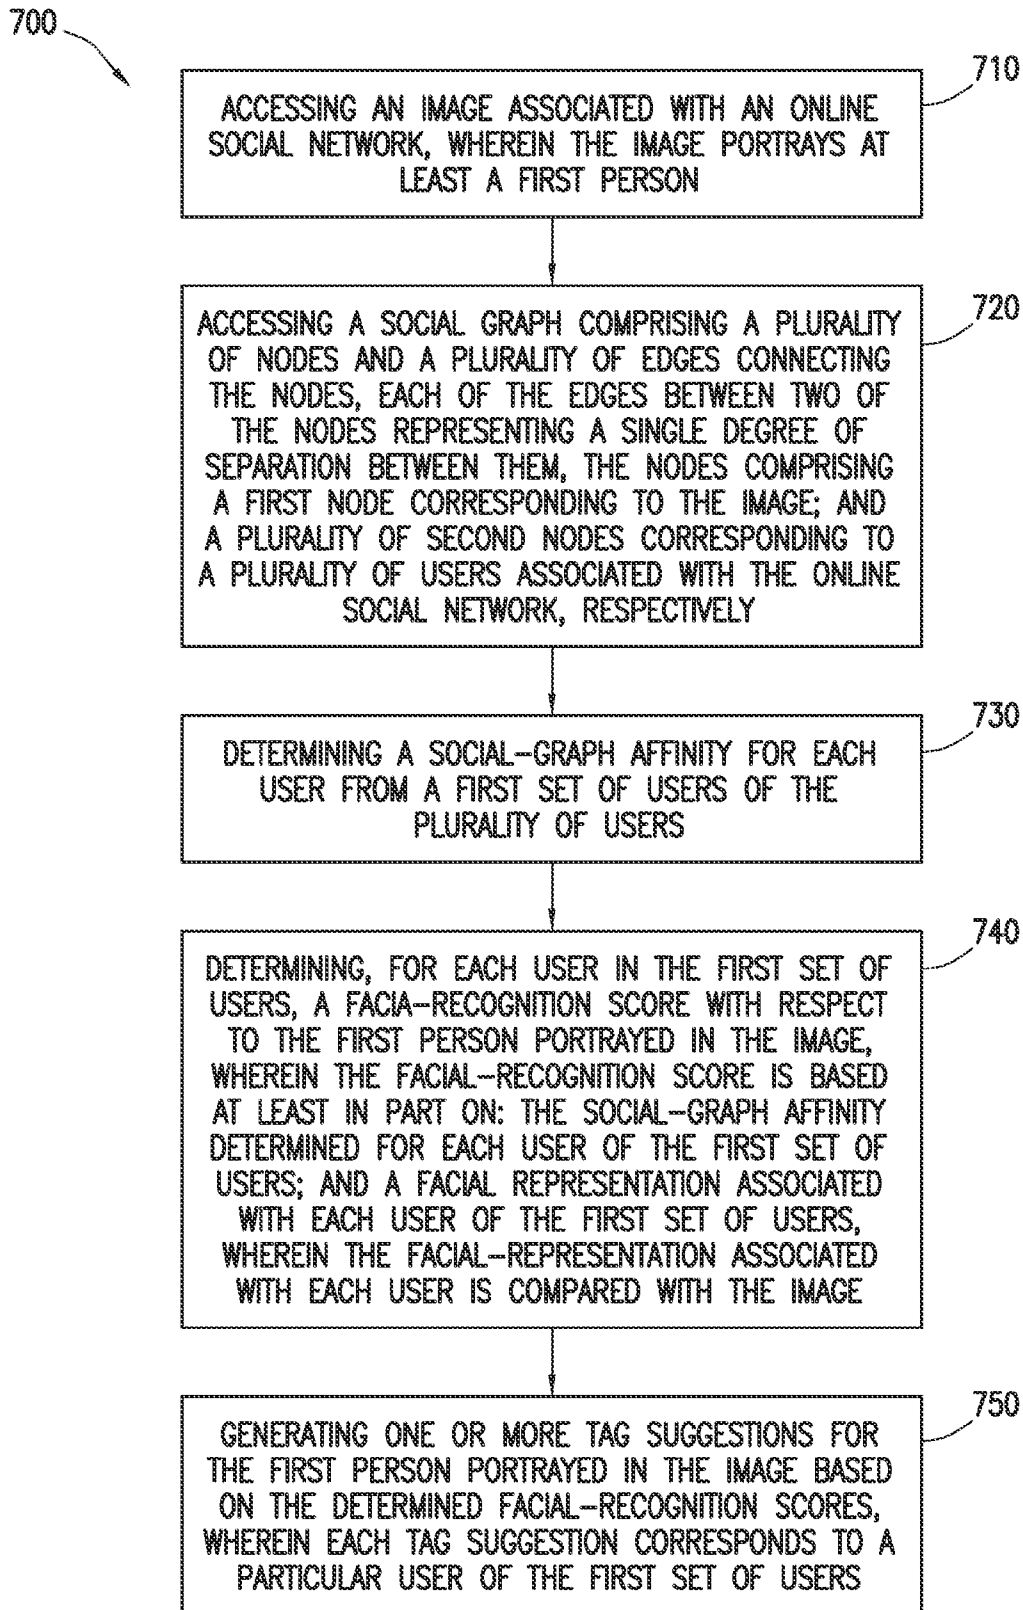 700
710
ACCESSING AN IMAGE ASSOCIATED WITH AN ONLINE
SOCIAL NETWORK, WHEREIN THE IMAGE PORTRAYS AT
LEAST A FIRST PERSON
720
ACCESSING A SOCIAL GRAPH COMPRISING A PLURALITY
OF NODES AND A PLURALITY OF EDGES CONNECTING
THE NODES, EACH OF THE EDGES BETWEEN TWO OF
THE NODES REPRESENTING A SINGLE DEGREE OF
SEPARATION BETWEEN THEM, THE NODES COMPRISING
A FIRST NODE CORRESPONDING TO THE IMAGE; AND
A PLURALITY OF SECOND NODES CORRESPONDING TO
A PLURALITY OF USERS ASSOCIATED WITH THE ONLINE
SOCIAL NETWORK, RESPECTIVELY
730
DETERMINING A SOCIAL-GRAPH AFFINITY FOR EACH
USER FROM A FIRST SET OF USERS OF THE
PLURALITY OF USERS
740
DETERMINING, FOR EACH USER IN THE FIRST SET OF
USERS, A FACIA-RECOGNITION SCORE WITH RESPECT
TO THE FIRST PERSON PORTRAYED IN THE IMAGE,
WHEREIN THE FACIAL-RECOGNITION SCORE IS BASED
AT LEAST IN PART ON: THE SOCIAL-GRAPH AFFINITY
DETERMINED FOR EACH USER OF THE FIRST SET OF
USERS; AND A FACIAL REPRESENTATION ASSOCIATED
WITH EACH USER OF THE FIRST SET OF USERS,
WHEREIN THE FACIAL-REPRESENTATION ASSOCIATED
WITH EACH USER IS COMPARED WITH THE IMAGE
750
GENERATING ONE OR MORE TAG SUGGESTIONS FOR
THE FIRST PERSON PORTRAYED IN THE IMAGE BASED
ON THE DETERMINED FACIAL-RECOGNITION SCORES,
WHEREIN EACH TAG SUGGESTION CORRESPONDS TO A
PARTICULAR USER OF THE FIRST SET OF USERS